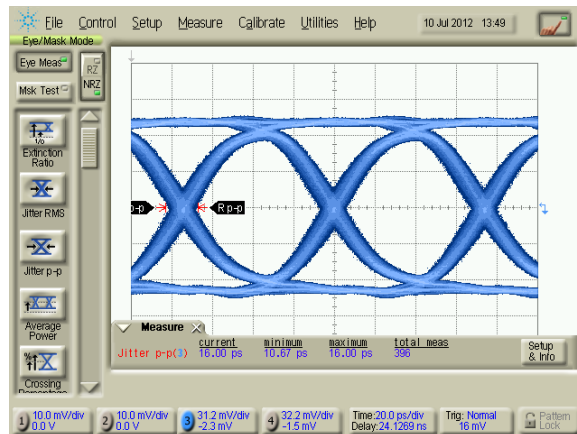 File Control Setup Measure Calibrate Utilities Help 10 Jul 2012 13:49
Eye/Mask Mode
Eye Meas
RZ
Msk Test
NRZ
Extinction
Ratio
Jitter RMS
p-p R p-p
Jitter p-p
Average
Power
Measure
current minimum maximum total meas
Jitter p-p(3) 16.00 ps 10.67 ps 16.00 ps 396
Setup
& Info
Crossing
1) 10.0 mV/div
0.0 V
2) 10.0 mV/div
0.0 V
3) 31.2 mV/div
-2.3 mV
4) 32.2 mV/div
-1.5 mV
Time:20.0 ps/div
Delay:24.1269 ns
Trig: Normal
16 mV
Pattern
Lock